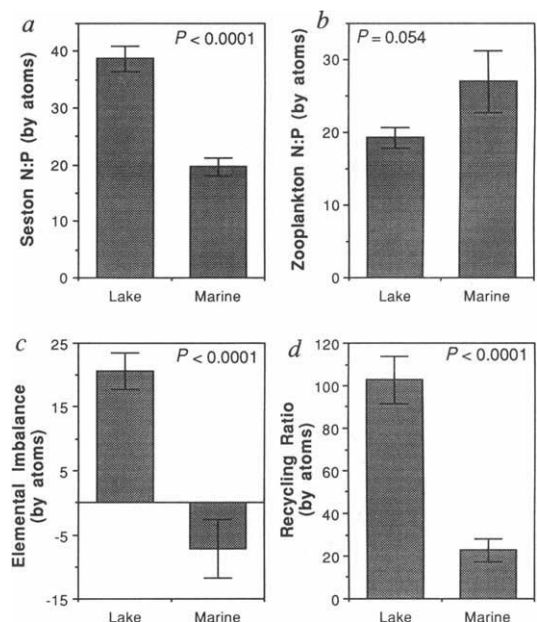 a
P < 0.0001
Seston N:P (by atoms)
40
30
20
10
0
Lake Marine
b
P = 0.054
Zooplankton N:P (by atoms)
30
20
10
0
Lake Marine
c
P < 0.0001
Elemental Imbalance
(by atoms)
25
15
5
-5
-15
Lake Marine
d
P < 0.0001
Recycling Ratio
(by atoms)
120
100
80
60
40
20
0
Lake Marine